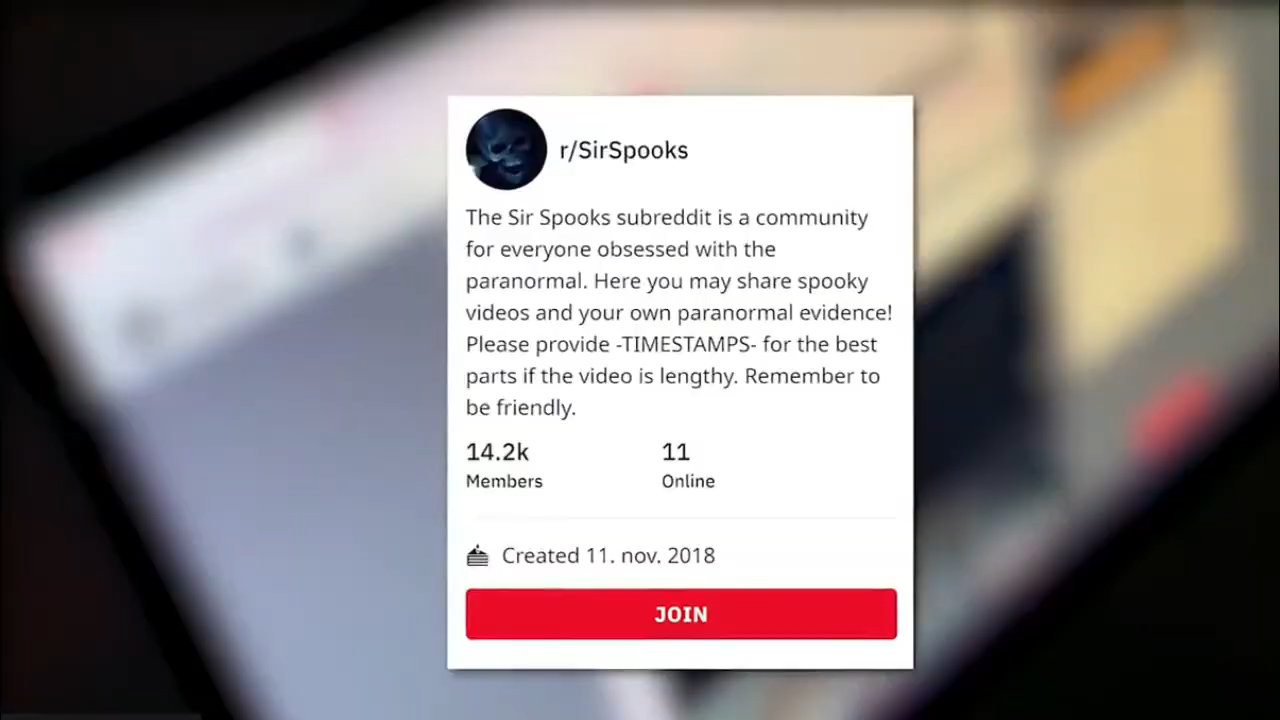 r/SirSpooks
The Sir Spooks subreddit is a community
for everyone obsessed with the
paranormal. Here you may share spooky
videos and your own paranormal evidence!
Please provide -TIMESTAMPS- for the best
parts if the video is lengthy. Remember to
be friendly.
14.2k 11
Members Online
Created 11. nov. 2018
JOIN